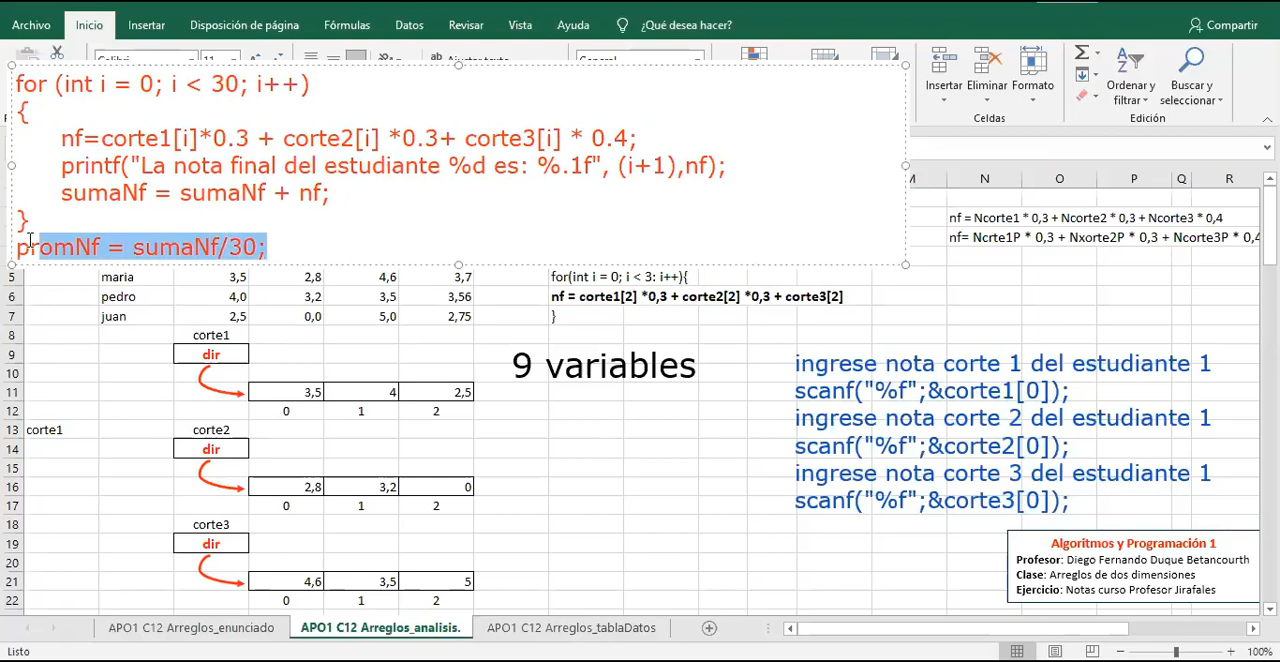 Archivo Inicio Insertar Disposición de página Fórmulas Datos Revisar Vista Ayuda ¿Qué desea hacer? Compartir
Insertar Eliminar Formato
Ordenar y filtrar
Buscar y seleccionar
Celdas Edición
for (int i = 0; i < 30; i++)
{
nf=corte1[i]*0.3 + corte2[i] *0.3+ corte3[i] * 0.4;
printf("La nota final del estudiante %d es: %.1f", (i+1),nf);
sumaNf = sumaNf + nf;
}
promNf = sumaNf/30;
N O P Q R
nf = Ncorte1 * 0,3 + Ncorte2 * 0,3 + Ncorte3 * 0,4
nf= Ncrte1P * 0,3 + Nxorte2P * 0,3 + Ncorte3P * 0,4
5 maria 3,5 2,8 4,6 3,7 for(int i = 0; i < 3: i++){
6 pedro 4,0 3,2 3,5 3,56 nf = corte1[2] *0,3 + corte2[2] *0,3 + corte3[2]
7 juan 2,5 0,0 5,0 2,75 }
8 corte1
9 dir
10
11 3,5 4 2,5
12 0 1 2
13 corte1 corte2
14 dir
15
16 2,8 3,2 0
17 0 1 2
18 corte3
19 dir
20
21 4,6 3,5 5
22 0 1 2
9 variables
ingrese nota corte 1 del estudiante 1
scanf("%f";&corte1[0]);
ingrese nota corte 2 del estudiante 1
scanf("%f";&corte2[0]);
ingrese nota corte 3 del estudiante 1
scanf("%f";&corte3[0]);
Algoritmos y Programación 1
Profesor: Diego Fernando Duque Betancourth
Clase: Arreglos de dos dimensiones
Ejercicio: Notas curso Profesor Jirafales
APO1 C12 Arreglos_enunciado APO1 C12 Arreglos_analisis. APO1 C12 Arreglos_tablaDatos
Listo 100%